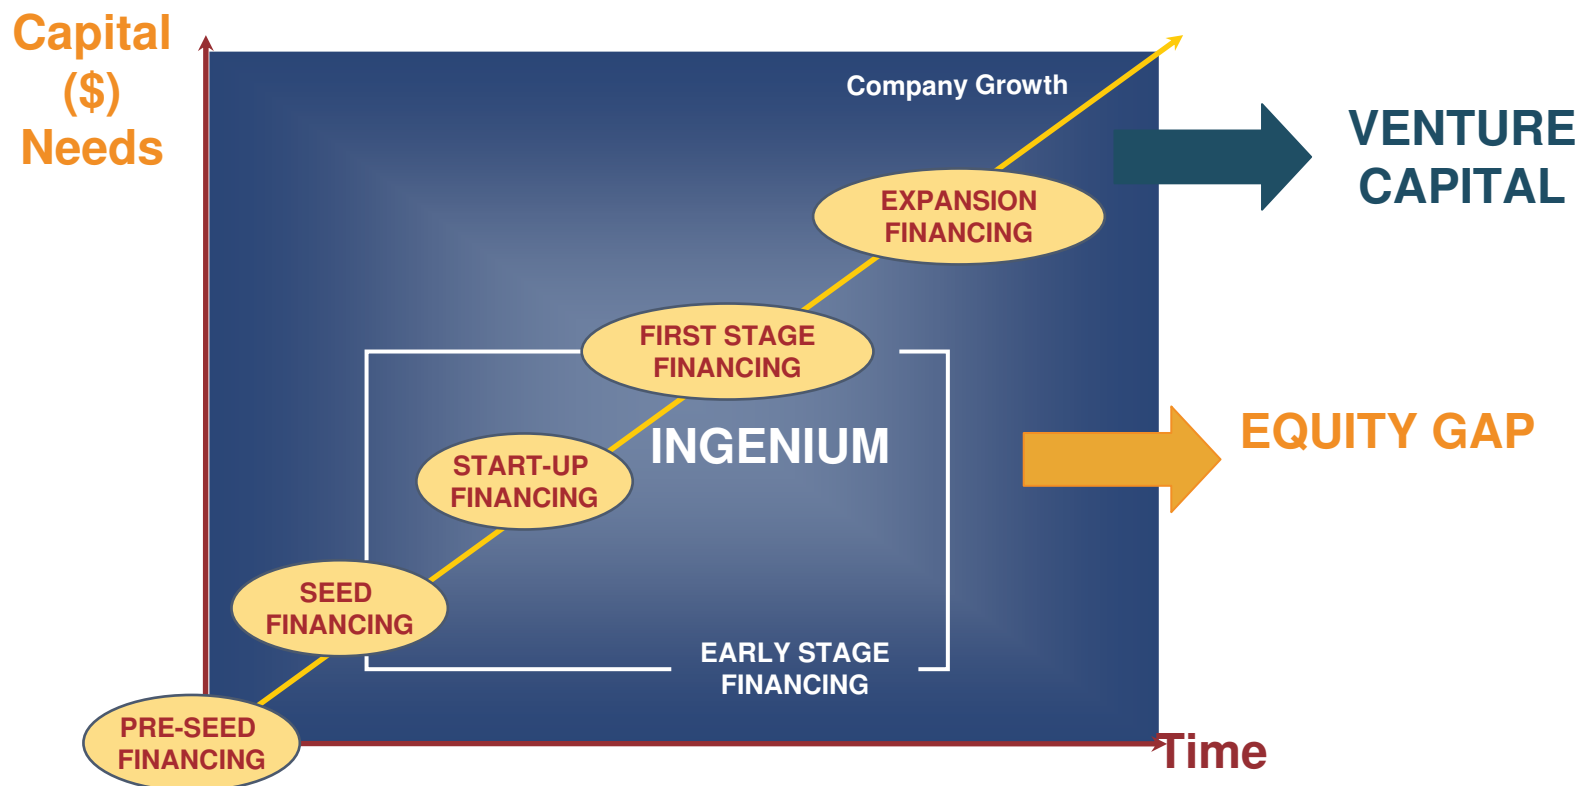 Capital
($)
Needs
Company Growth
VENTURE
CAPITAL
EXPANSION
FINANCING
FIRST STAGE
FINANCING
INGENIUM
EQUITY GAP
START-UP
FINANCING
SEED
FINANCING
EARLY STAGE
FINANCING
PRE-SEED
FINANCING
Time